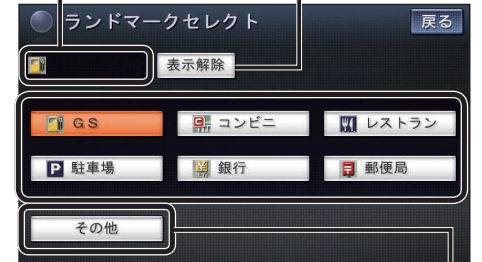 ランドマークセレクト 戻る
表示解除
GS コンビニ レストラン
P 駐車場 銀行 郵便局
その他